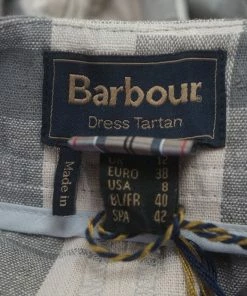 Barbour
Dress Tartan
Made in
UK 12
EURO 38
USA 8
BL/FR 40
SPA 42